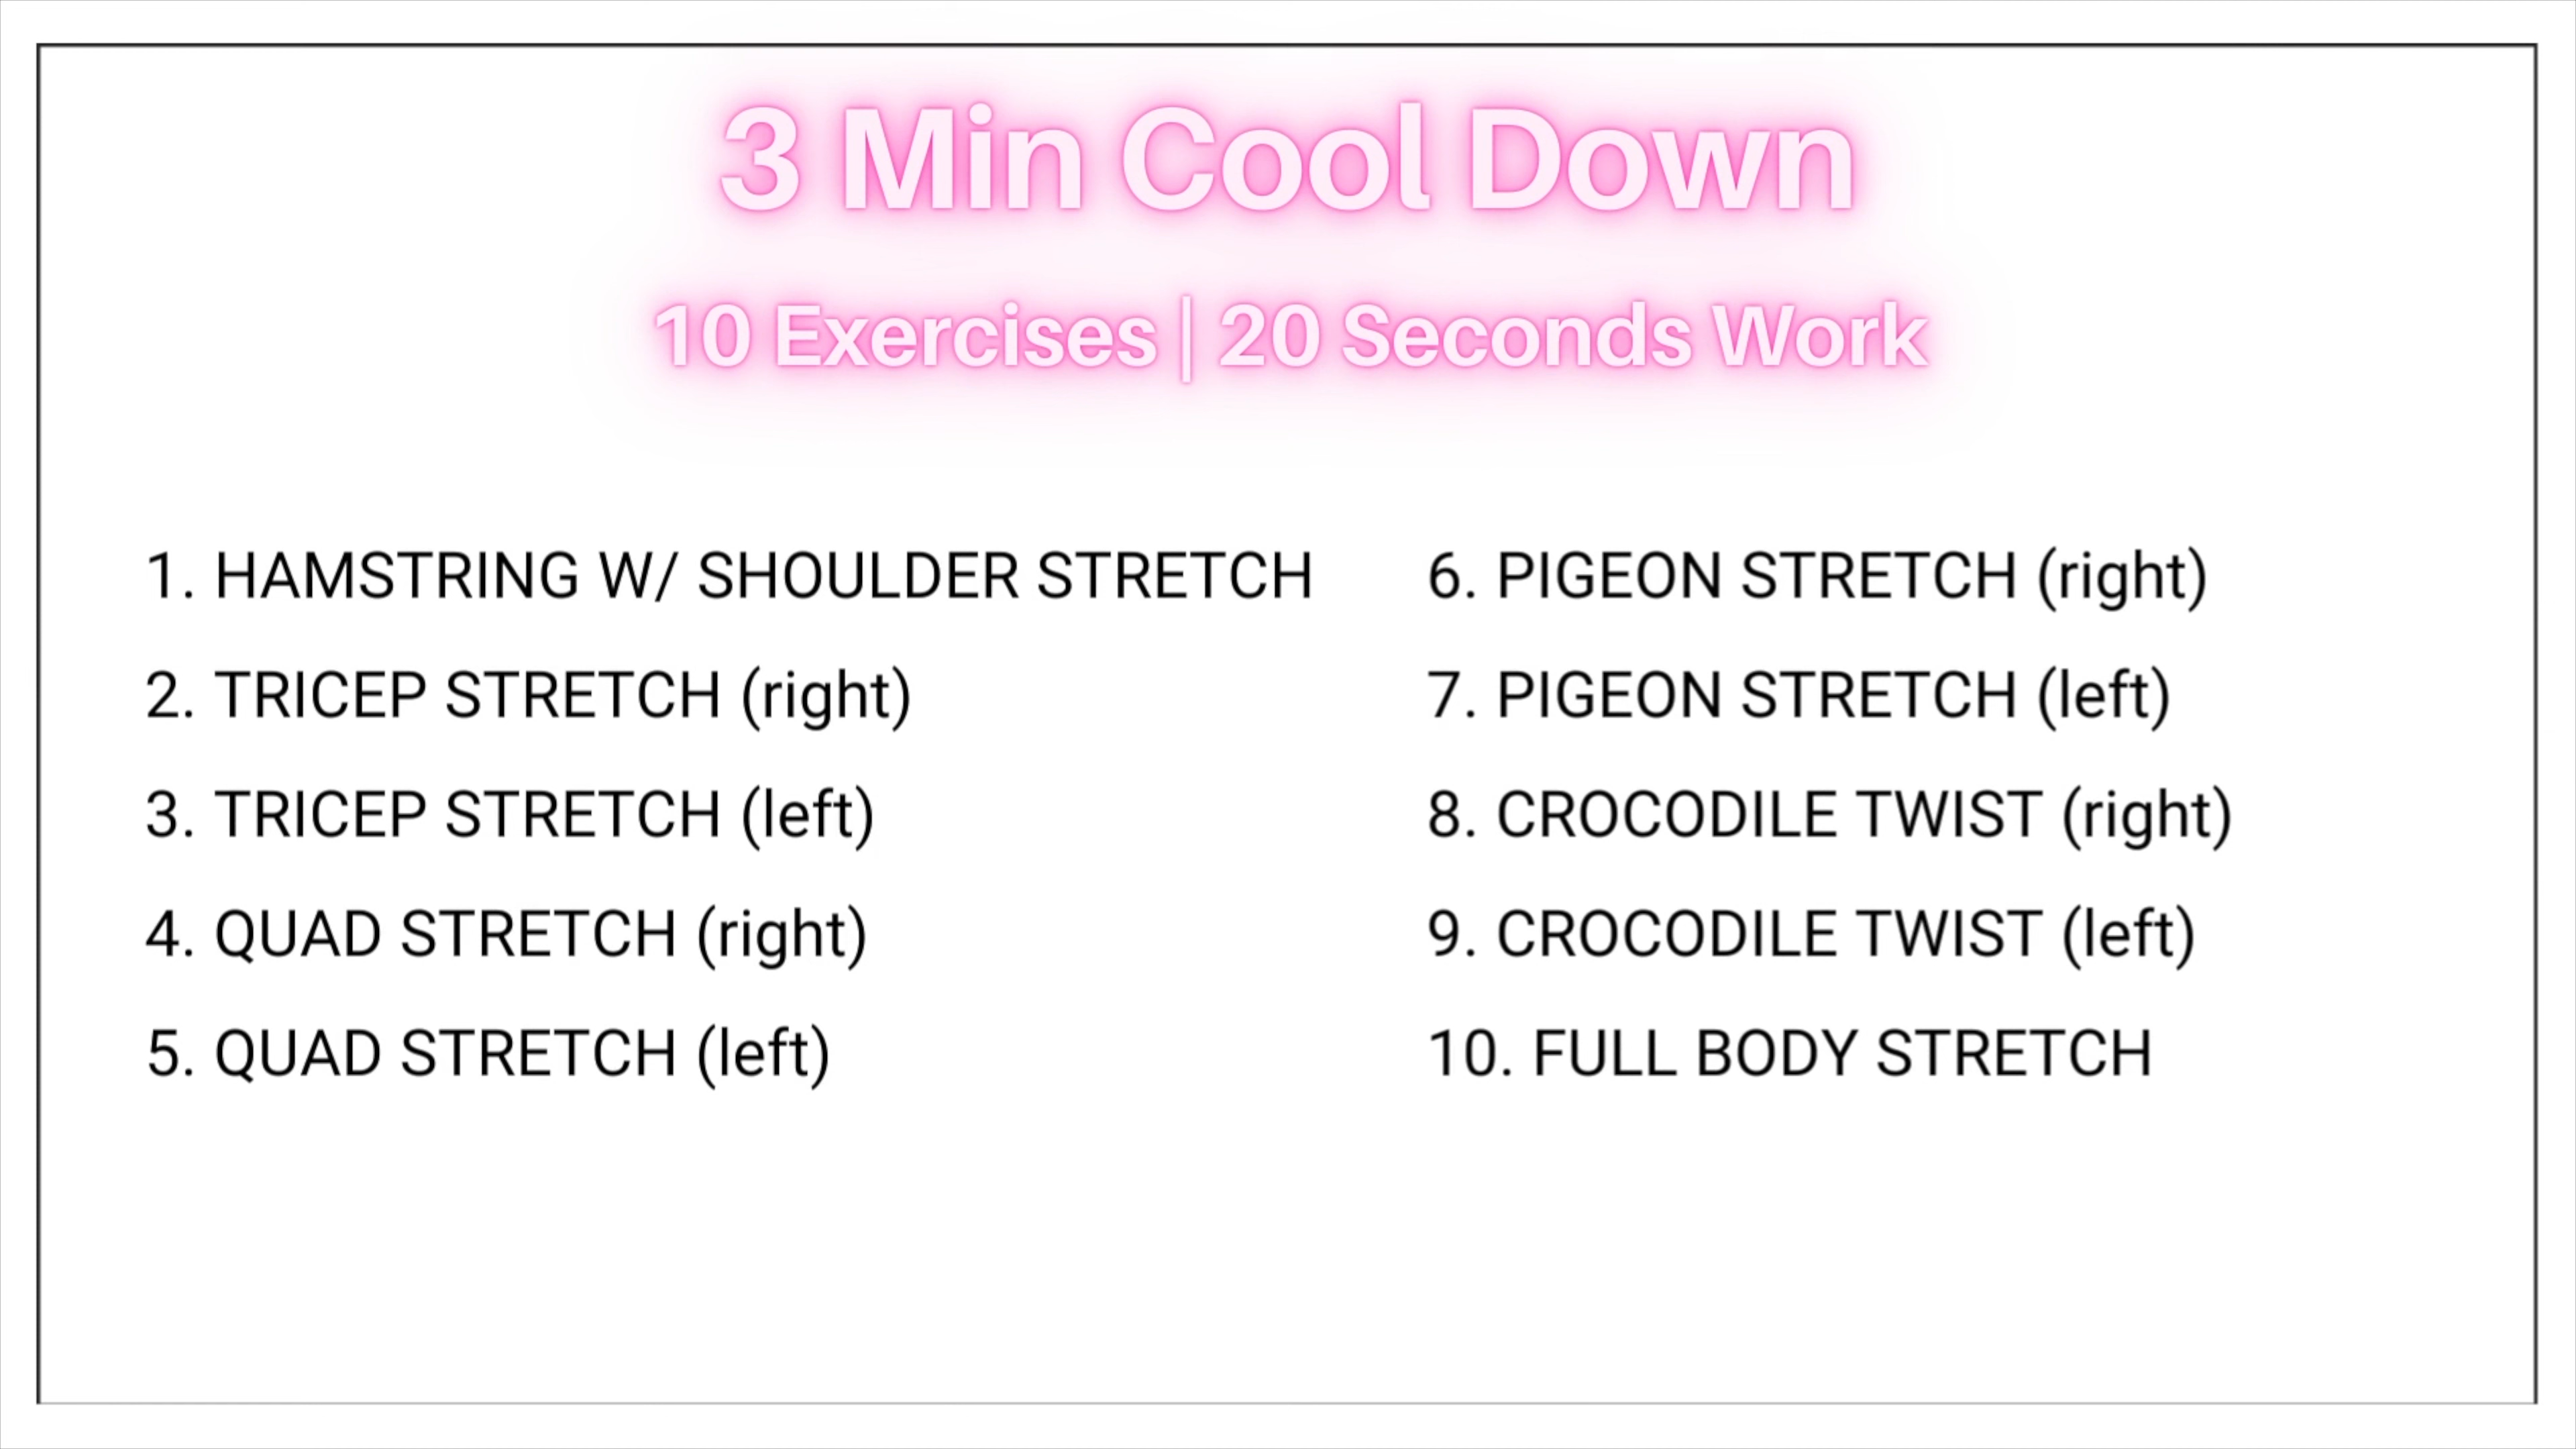 3 Min Cool Down
10 Exercises | 20 Seconds Work
1. HAMSTRING W/ SHOULDER STRETCH
2. TRICEP STRETCH (right)
3. TRICEP STRETCH (left)
4. QUAD STRETCH (right)
5. QUAD STRETCH (left)
6. PIGEON STRETCH (right)
7. PIGEON STRETCH (left)
8. CROCODILE TWIST (right)
9. CROCODILE TWIST (left)
10. FULL BODY STRETCH